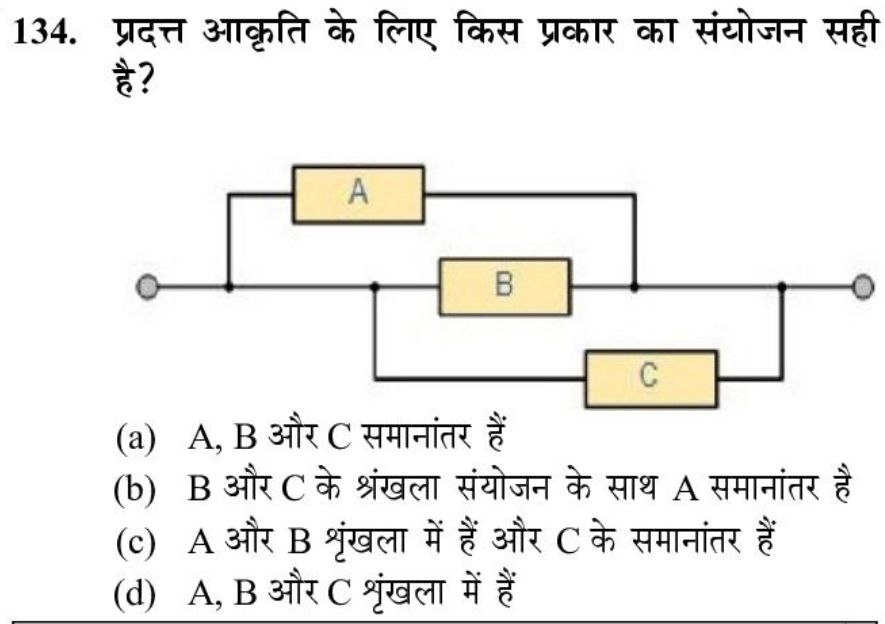 134. प्रदत्त आकृति के लिए किस प्रकार का संयोजन सही
है?
A
B
C
(a) A, B और C समानांतर हैं
(b) B और C के श्रंखला संयोजन के साथ A समानांतर है
(c) A और B शृंखला में हैं और C के समानांतर हैं
(d) A, B और C शृंखला में हैं